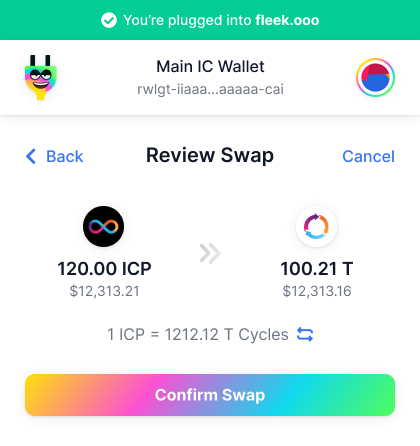 You're plugged into fleek.ooo
Main IC Wallet
rwlgt-iiaaa...aaaaa-cai
Back
Review Swap
Cancel
120.00 ICP
100.21 T
$12,313.21
$12,313.16
1 ICP = 1212.12 T Cycles
Confirm Swap